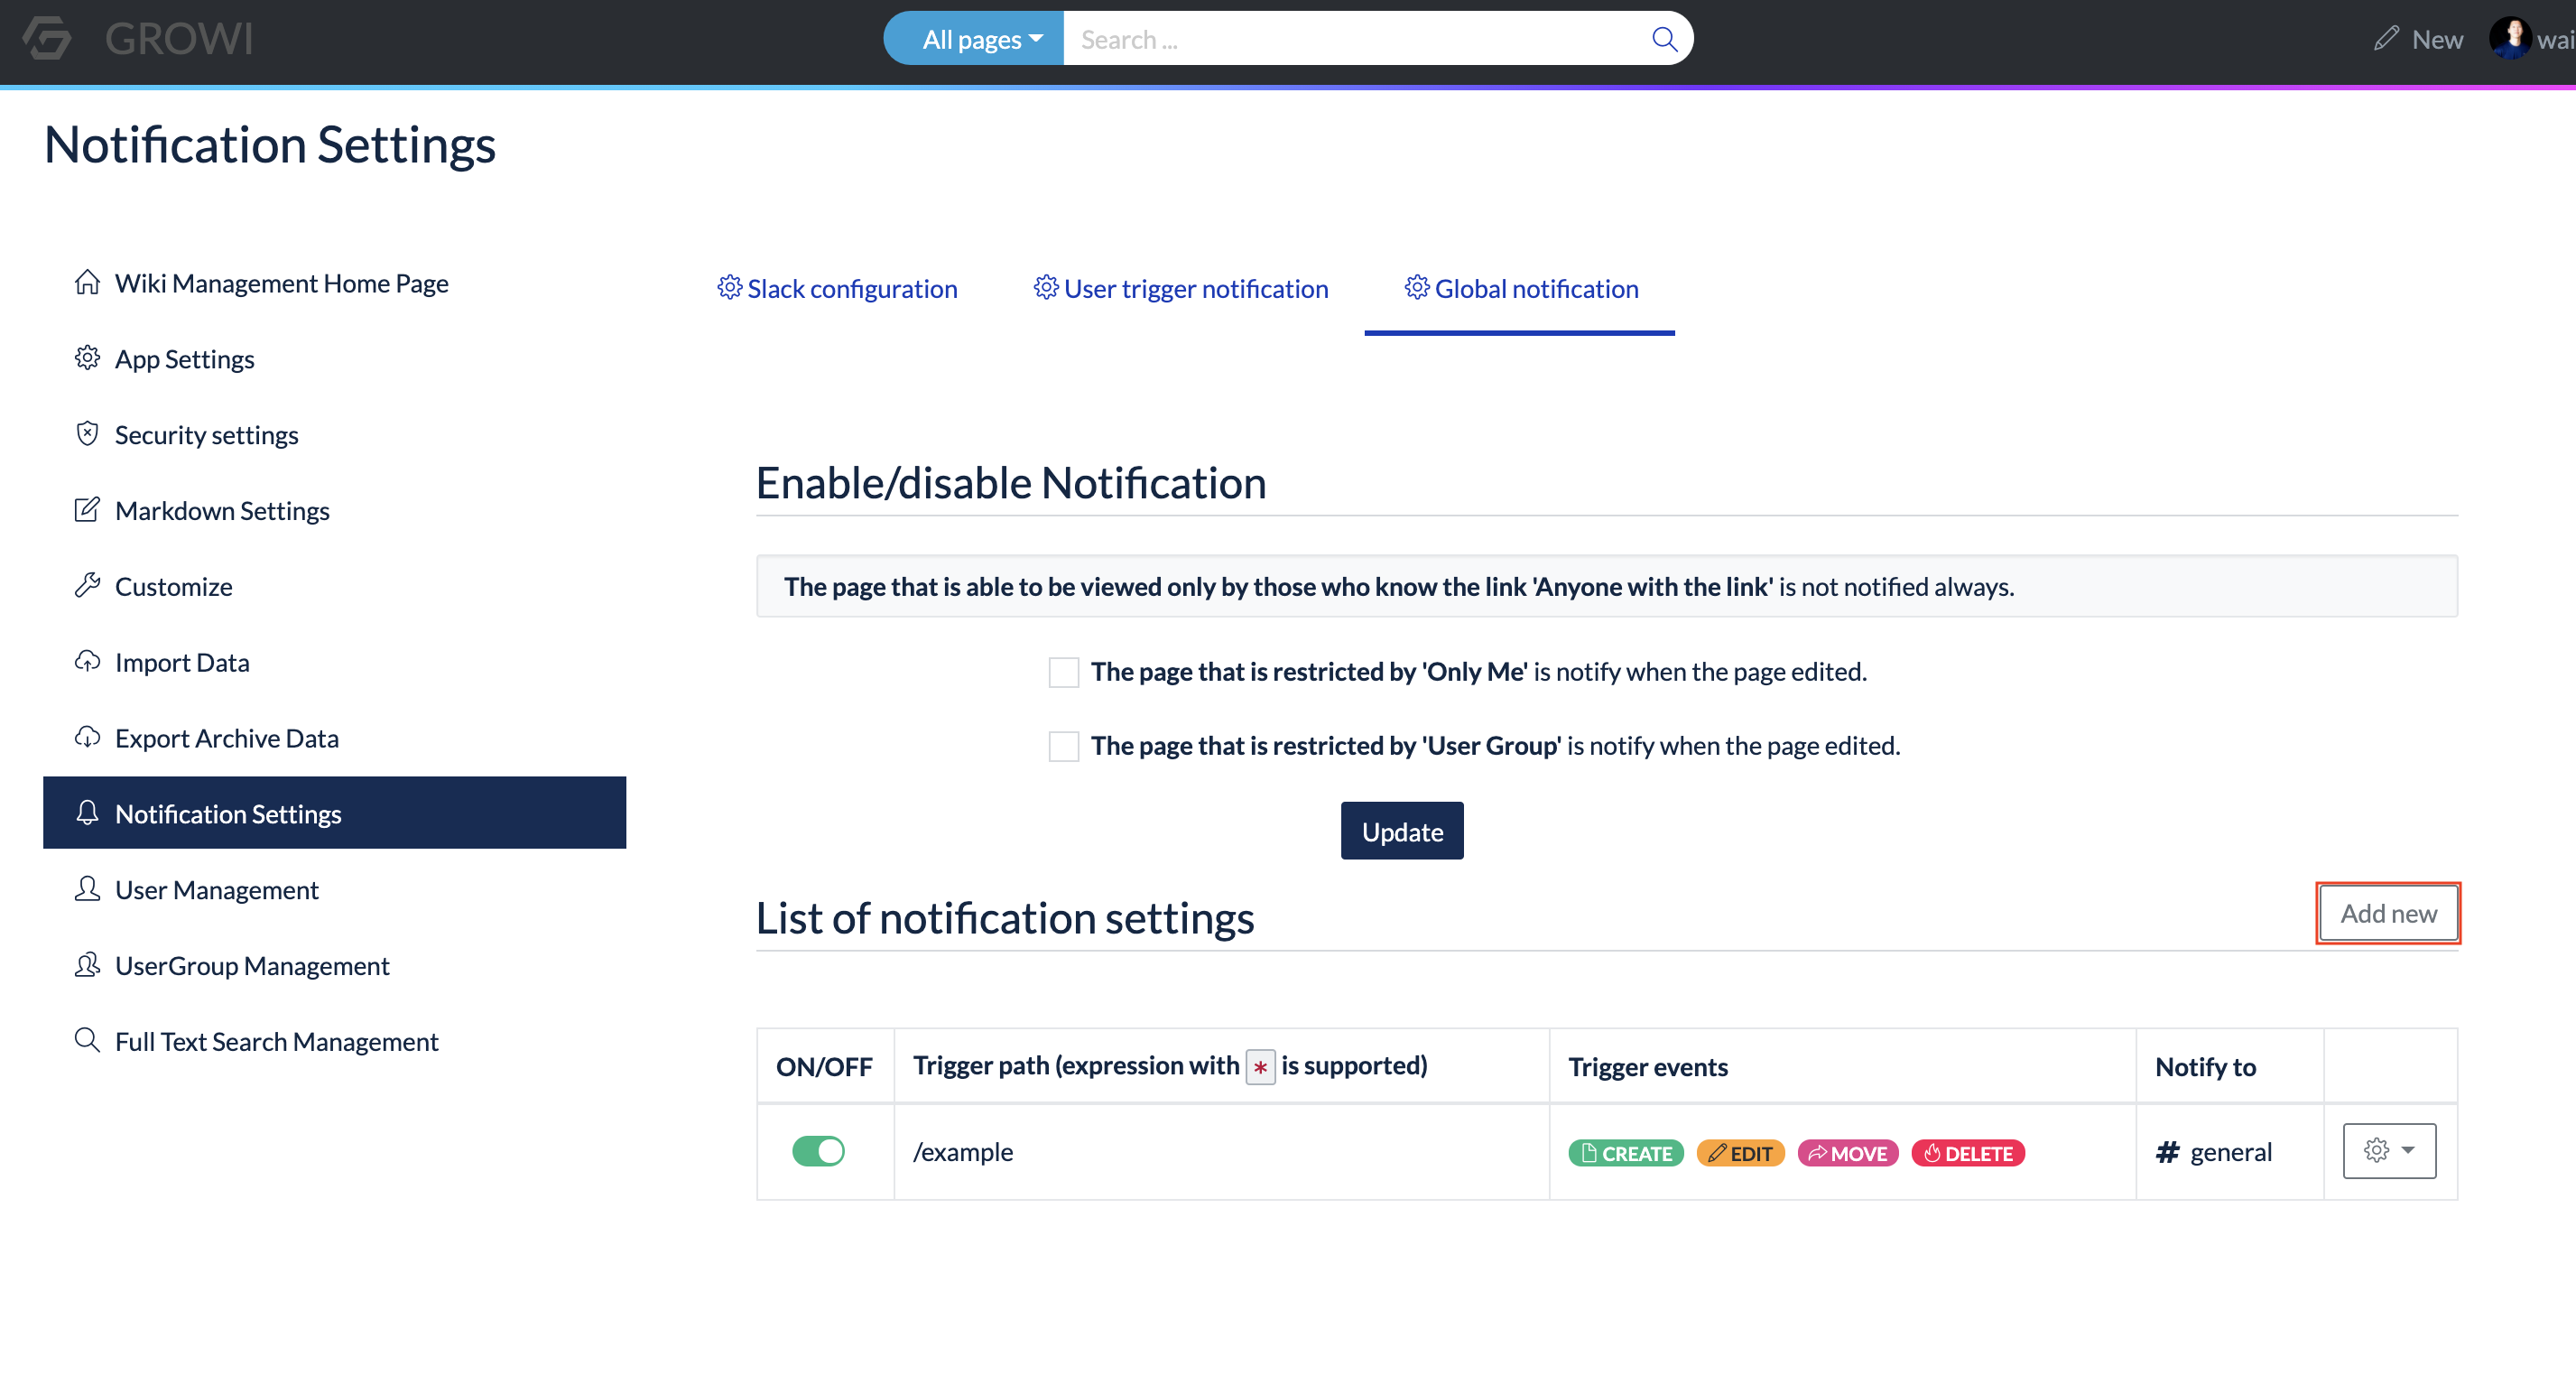 GROWI
All pages
Search ...
New
wai
Notification Settings
Wiki Management Home Page
App Settings
Security settings
Markdown Settings
Customize
Import Data
Export Archive Data
Notification Settings
User Management
UserGroup Management
Full Text Search Management
Slack configuration
User trigger notification
Global notification
Enable/disable Notification
The page that is able to be viewed only by those who know the link 'Anyone with the link' is not notified always.
The page that is restricted by 'Only Me' is notify when the page edited.
The page that is restricted by 'User Group' is notify when the page edited.
Update
List of notification settings
Add new
ON/OFF
Trigger path (expression with * is supported)
Trigger events
Notify to
/example
CREATE
EDIT
MOVE
DELETE
# general